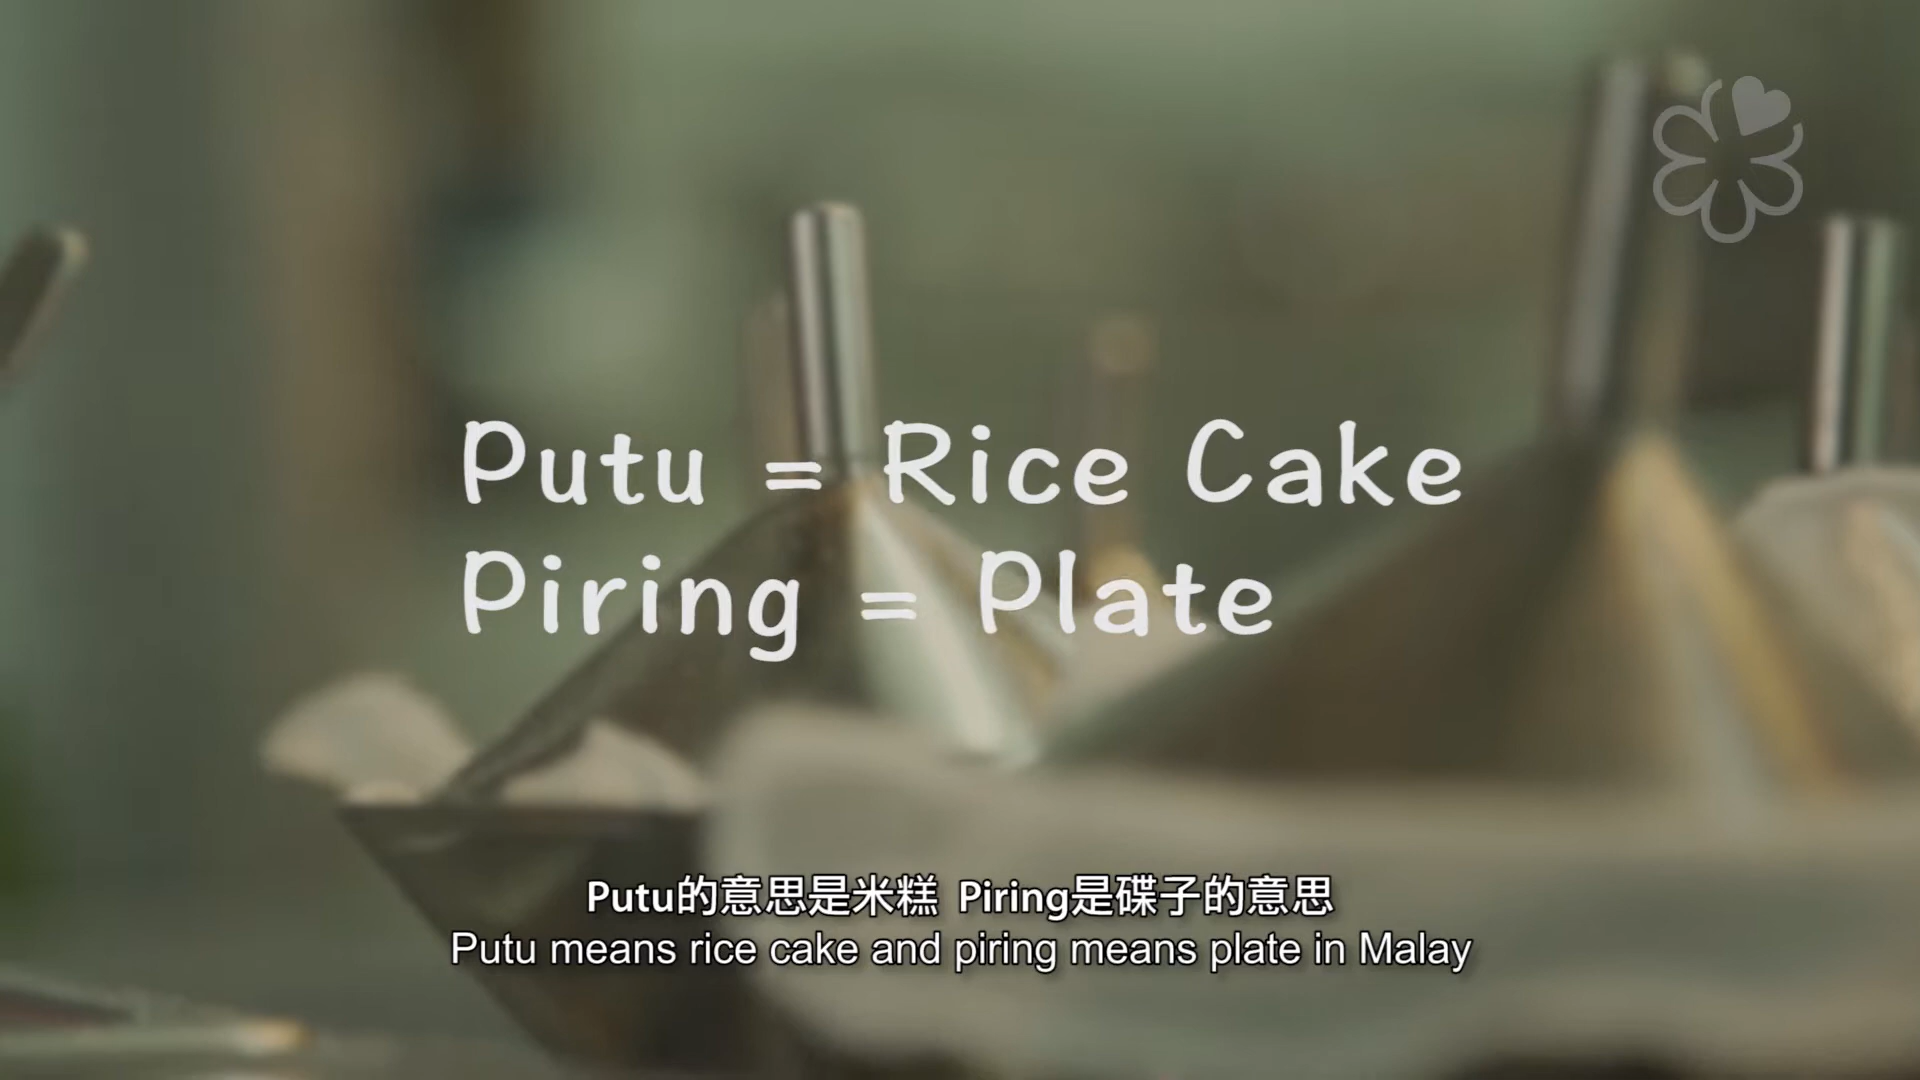 Putu = Rice Cake
Piring = Plate
Putu的意思是米糕 Piring是碟子的意思
Putu means rice cake and piring means plate in Malay